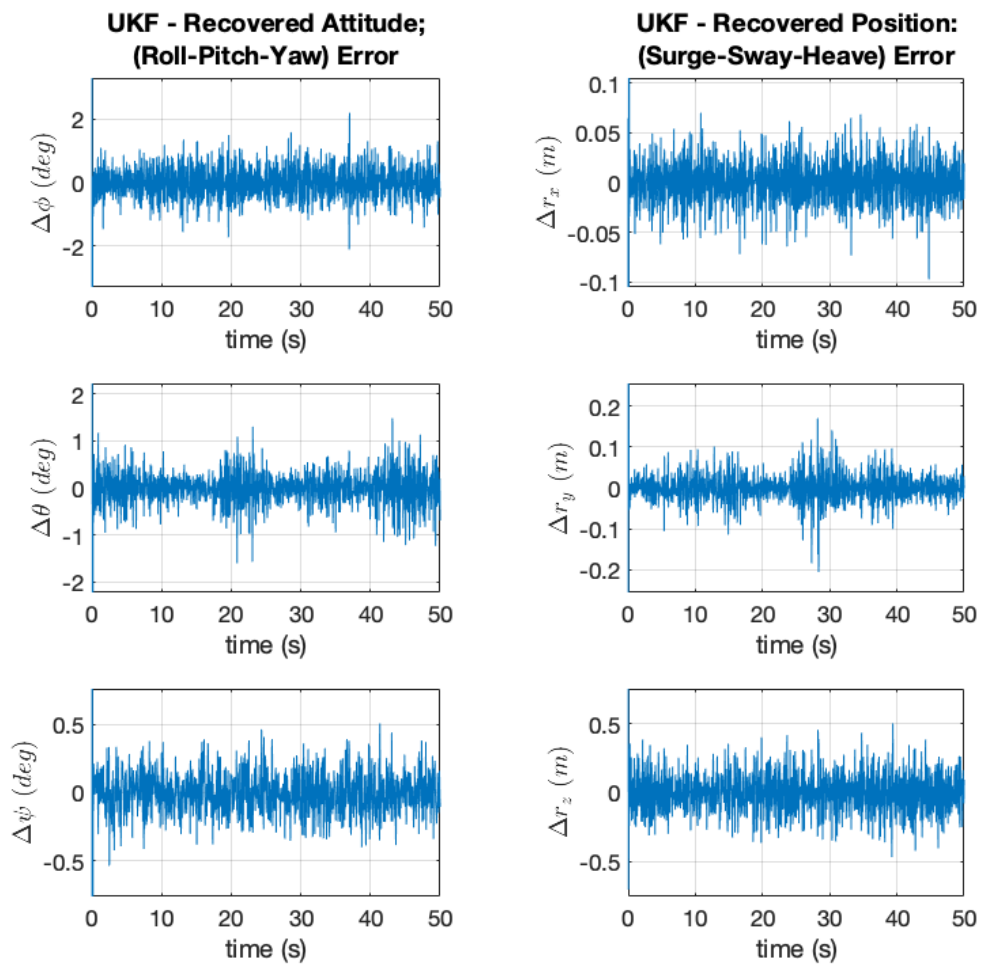 UKF - Recovered Attitude;
(Roll-Pitch-Yaw) Error
2
0
-2
Δϕ (deg)
0 10 20 30 40 50
time (s)
UKF - Recovered Position:
(Surge-Sway-Heave) Error
0.1
0.05
0
-0.05
-0.1
Δr_x (m)
0 10 20 30 40 50
time (s)
2
1
0
-1
-2
Δθ (deg)
0 10 20 30 40 50
time (s)
0.2
0.1
0
-0.1
-0.2
Δr_y (m)
0 10 20 30 40 50
time (s)
0.5
0
-0.5
Δψ (deg)
0 10 20 30 40 50
time (s)
0.5
0
-0.5
Δr_z (m)
0 10 20 30 40 50
time (s)